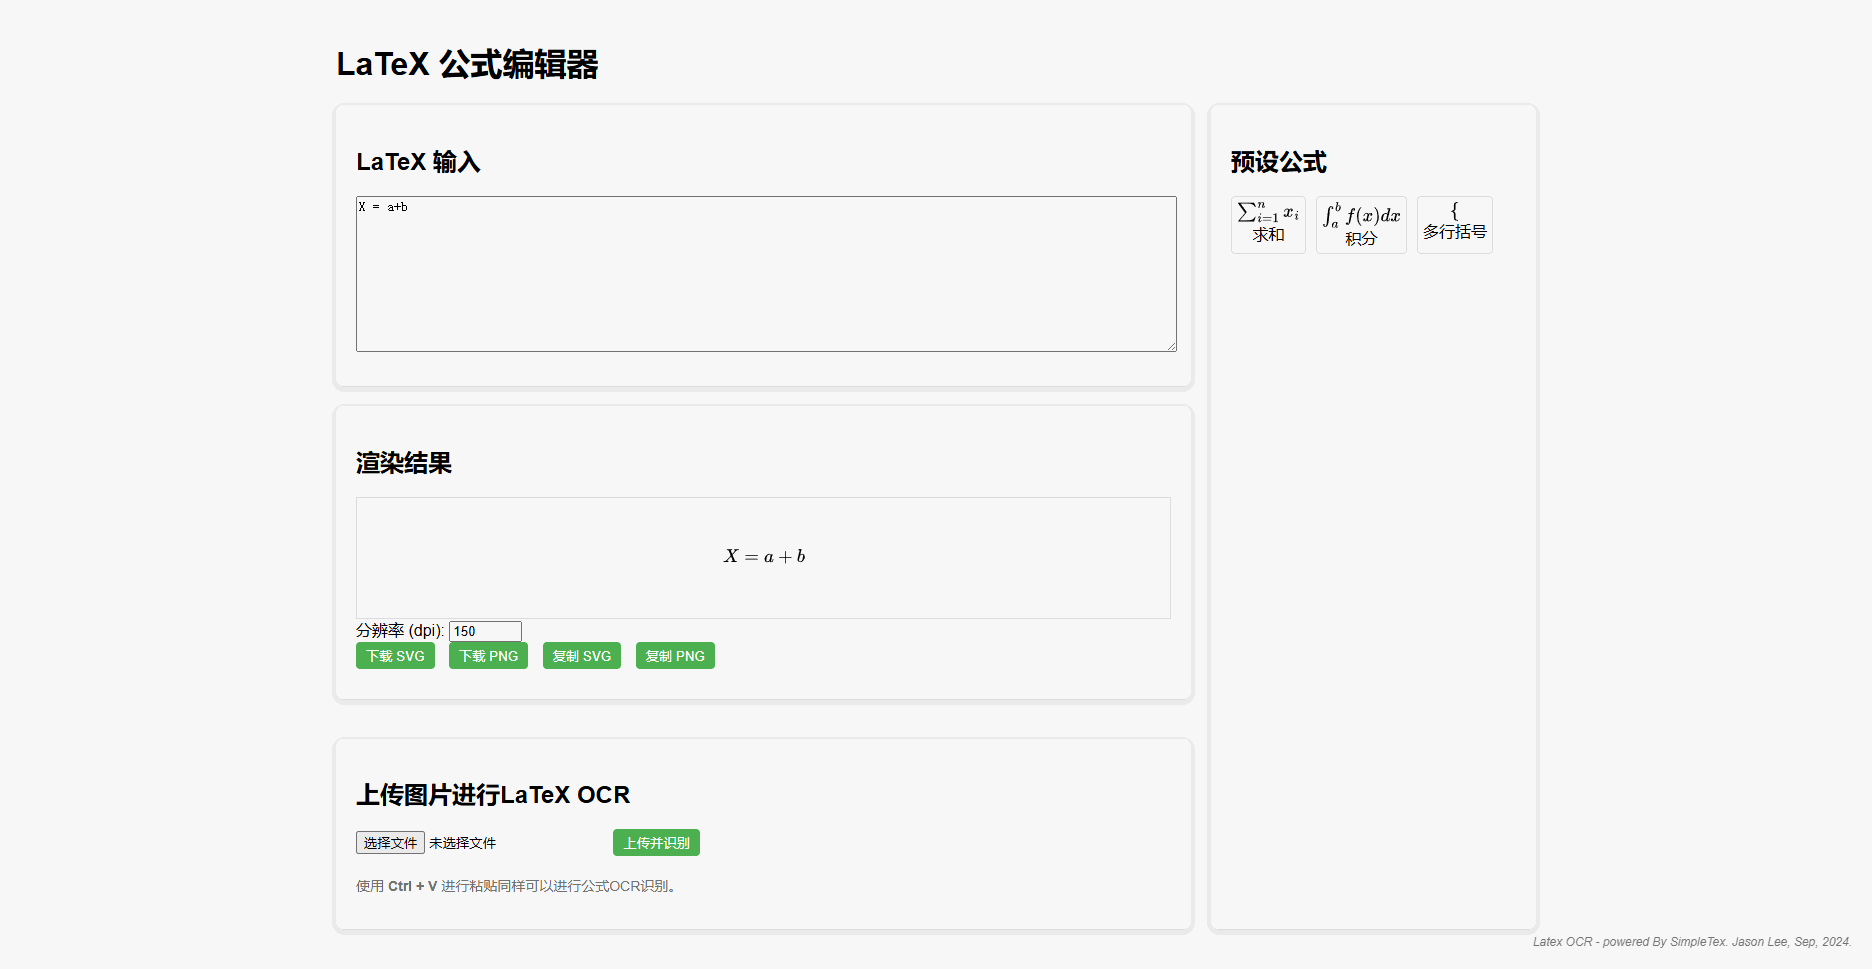 LaTeX 公式编辑器
LaTeX 输入
X = a+b
渲染结果
X = a + b
分辨率 (dpi): 150
下载 SVG 下载 PNG 复制 SVG 复制 PNG
上传图片进行LaTeX OCR
选择文件 未选择文件 上传并识别
使用 Ctrl + V 进行粘贴同样可以进行公式OCR识别。
预设公式
∑ⁿᵢ₌₁ xᵢ ∫ₐᵇ f(x)dx {
求和 积分 多行括号
Latex OCR - powered By SimpleTex. Jason Lee, Sep, 2024.